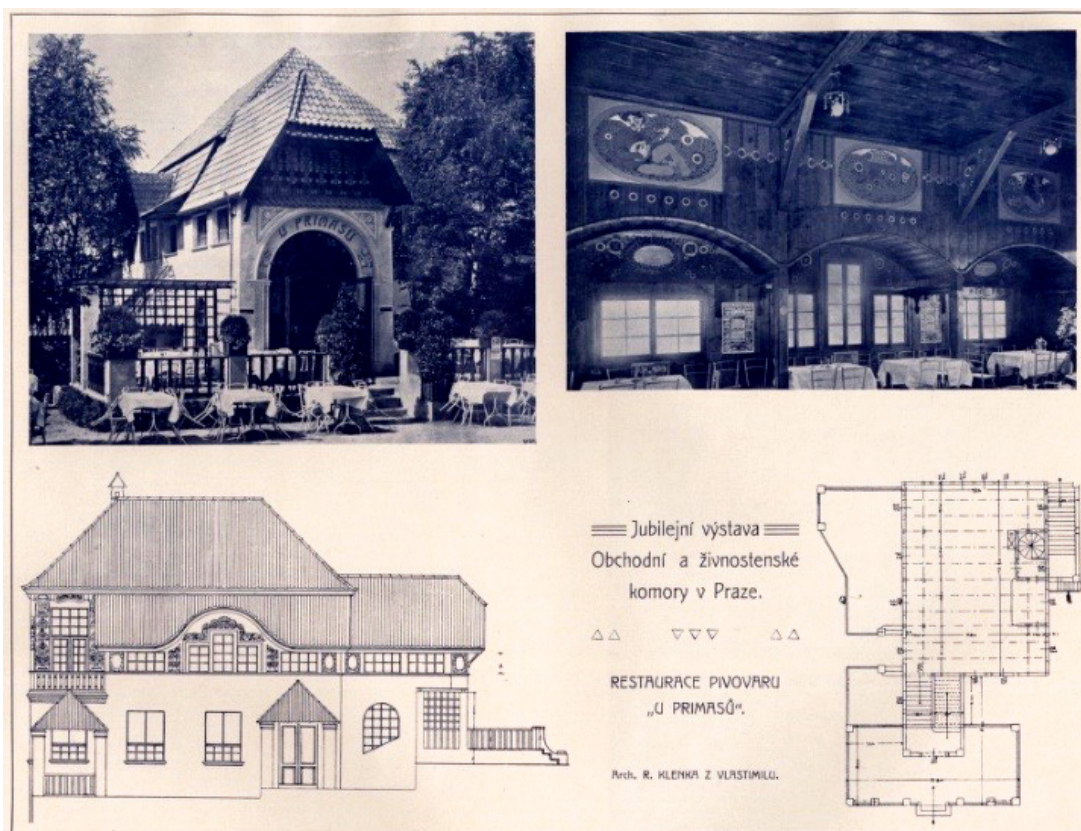 U PRIMASŮ
Jubilejní výstava
Obchodní a živnostenské
komory v Praze.
RESTAURACE PIVOVARU
„U PRIMASŮ".
Arch. R. KLENKA Z VLASTIMILU.